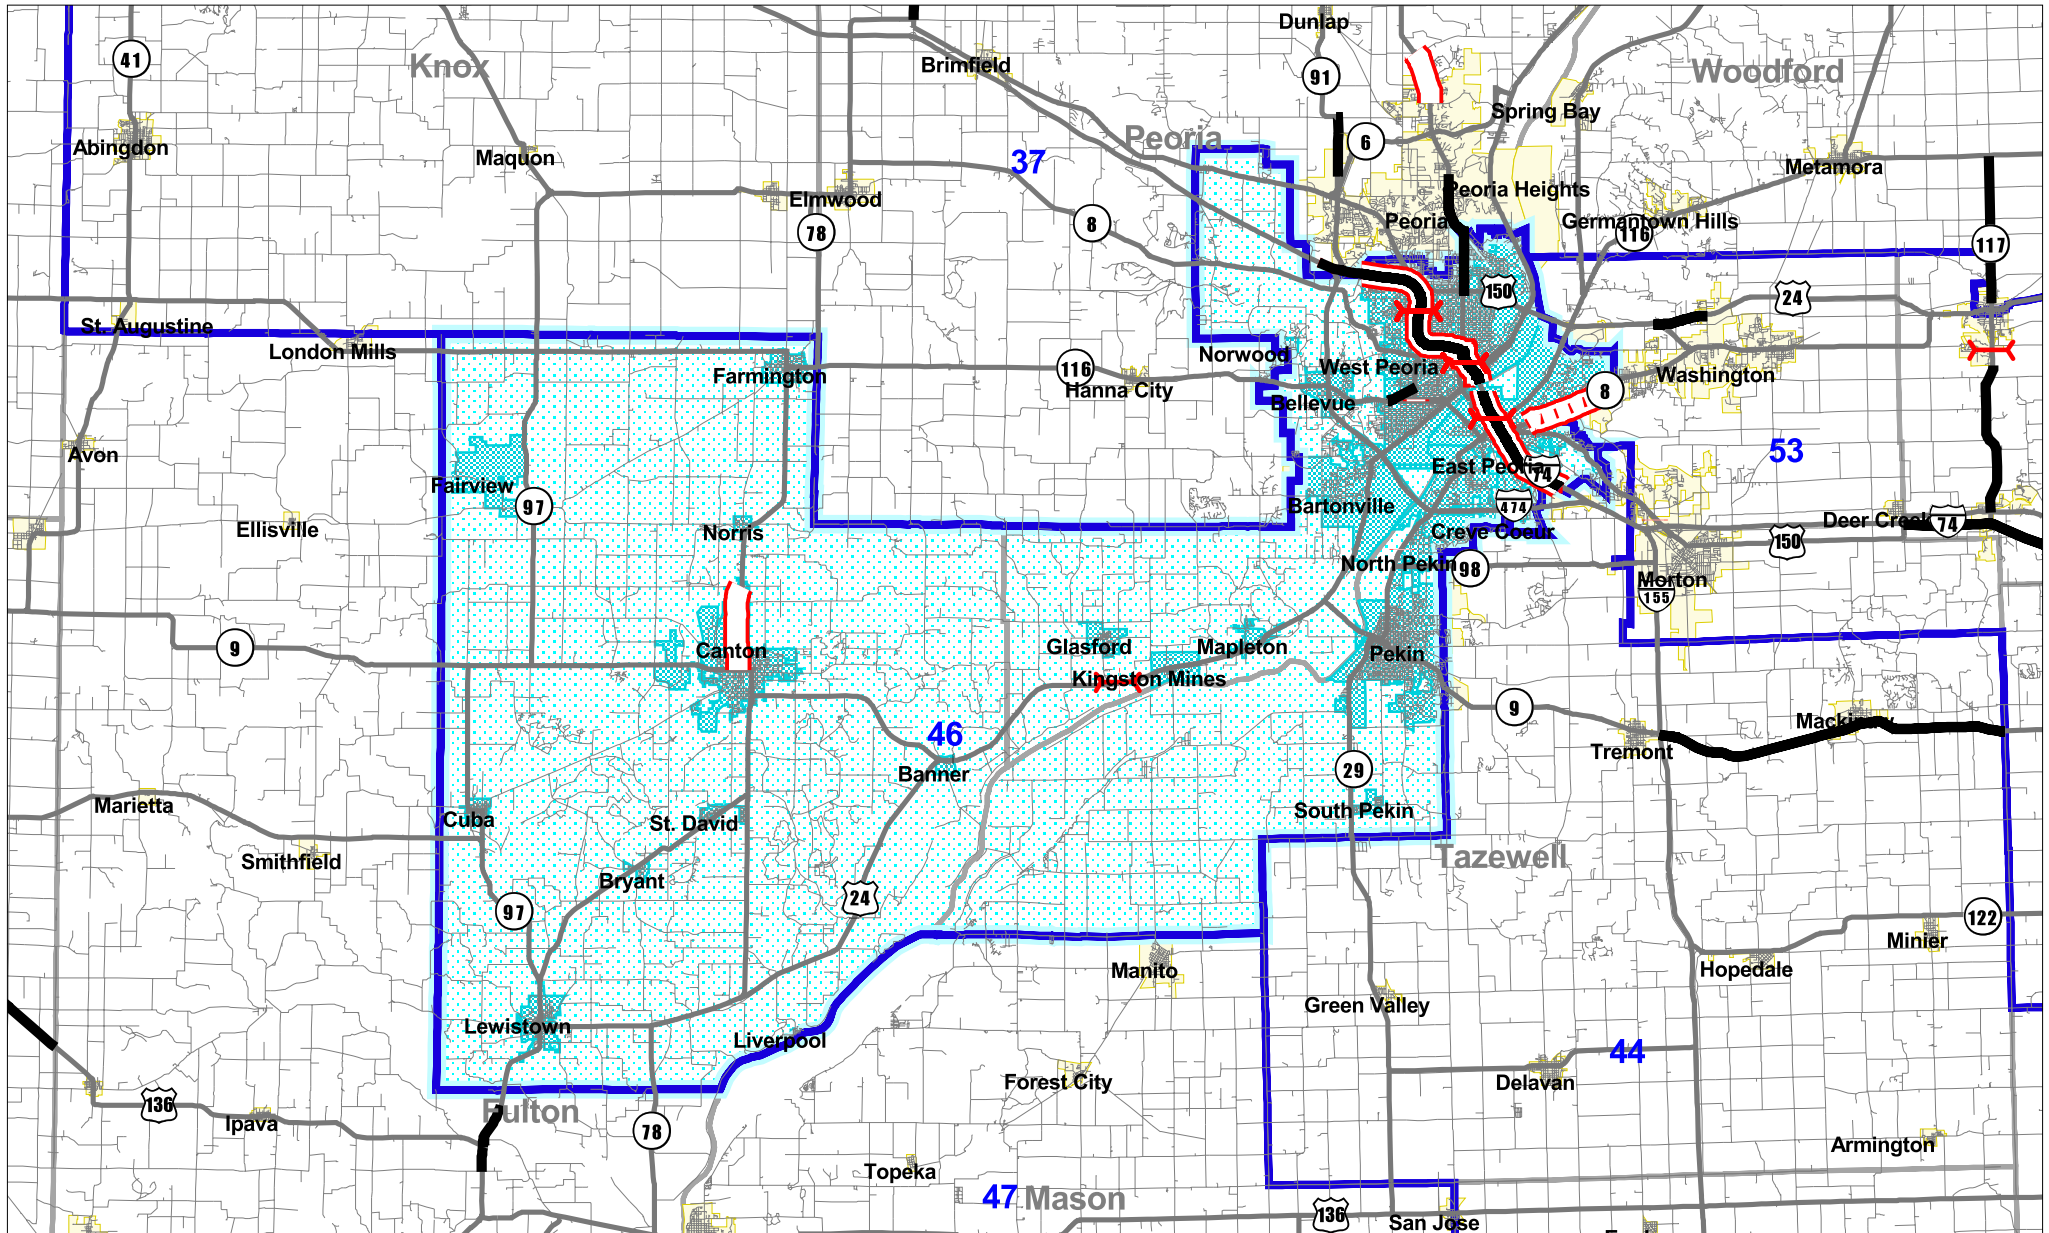 Dunlap
41
Knox
Brimfield
91
Woodford
Spring Bay
Abingdon
Peoria
6
Maquon
37
Metamora
Elmwood
Peoria Heights
78
8
Peoria
Germantown Hills
116
117
150
24
St. Augustine
London Mills
Norwood
Farmington
116
Hanna City
West Peoria
Washington
8
Bellevue
Avon
53
Fairview
East Peoria
74
97
Bartonville
474
Ellisville
Norris
Creve Coeur
Deer Creek
74
150
North Pekin
98
Morton
155
9
Canton
Glasford
Mapleton
Pekin
Kingston Mines
9
46
Mackinaw
Tremont
Banner
29
Marietta
Cuba
St. David
South Pekin
Smithfield
Tazewell
Bryant
24
97
122
Minier
Manito
Hopedale
Lewistown
Green Valley
Liverpool
44
Forest City
Delavan
136
Fulton
Ipava
78
Armington
Topeka
47 Mason
136
San Jose